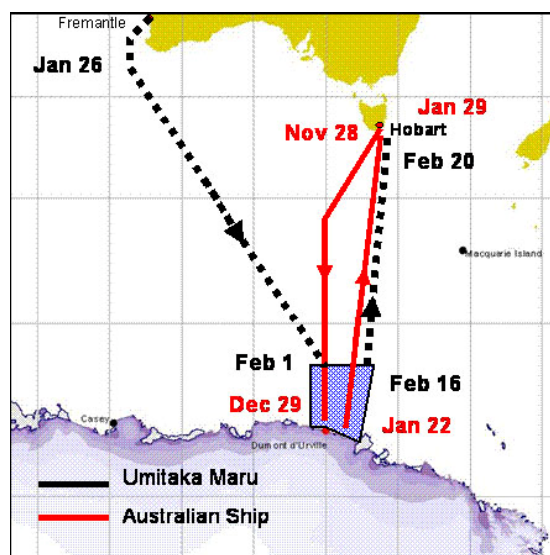 Fremantle
Jan 26
Jan 29
Nov 28
Hobart
Feb 20
Macquarie Island
Feb 1
Feb 16
Dec 29
Casey
Jan 22
Dumont d'Urville
Umitaka Maru
Australian Ship